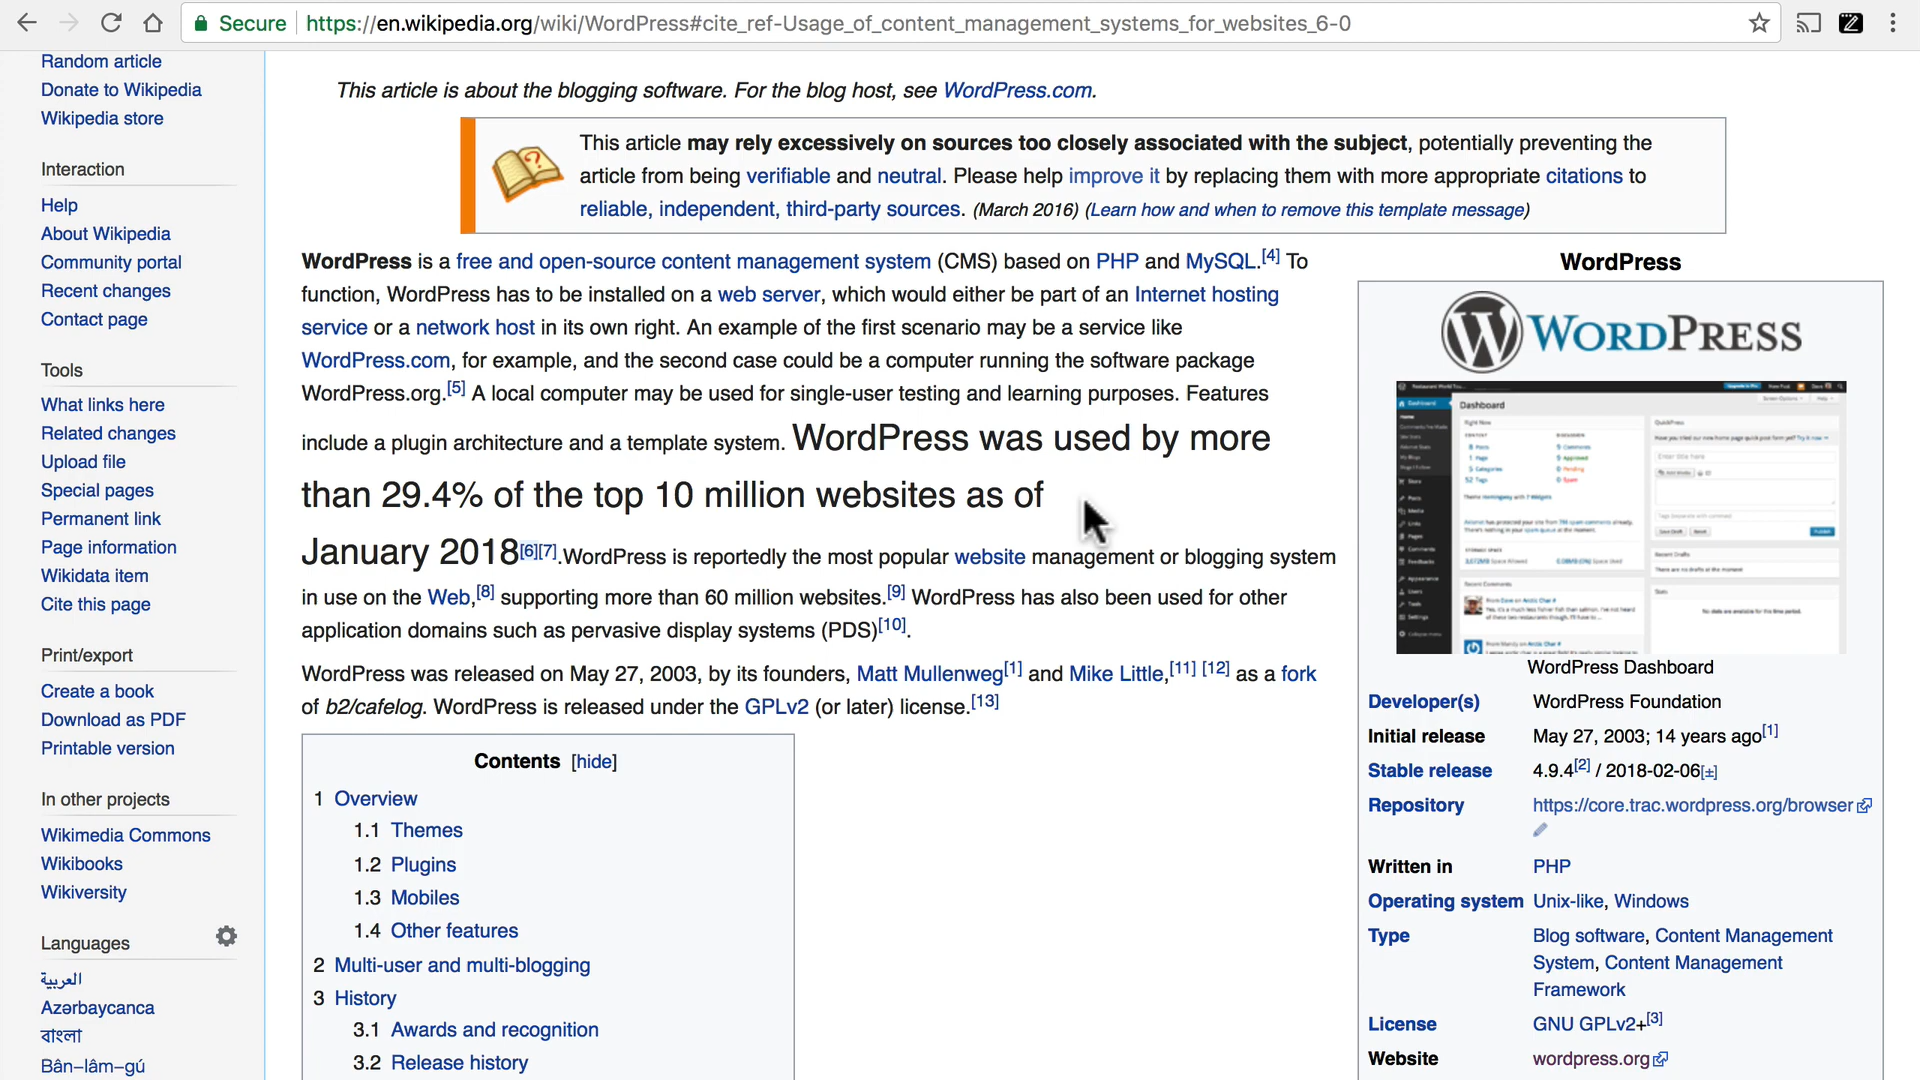 Secure https://en.wikipedia.org/wiki/WordPress#cite_ref-Usage_of_content_management_systems_for_websites_6-0
Random article
Donate to Wikipedia
Wikipedia store
Interaction
Help
About Wikipedia
Community portal
Recent changes
Contact page
Tools
What links here
Related changes
Upload file
Special pages
Permanent link
Page information
Wikidata item
Cite this page
Print/export
Create a book
Download as PDF
Printable version
In other projects
Wikimedia Commons
Wikibooks
Wikiversity
Languages
العربية
Azərbaycanca
বাংলা
Bân-lâm-gú
This article is about the blogging software. For the blog host, see WordPress.com.
This article may rely excessively on sources too closely associated with the subject, potentially preventing the
article from being verifiable and neutral. Please help improve it by replacing them with more appropriate citations to
reliable, independent, third-party sources. (March 2016) (Learn how and when to remove this template message)
WordPress is a free and open-source content management system (CMS) based on PHP and MySQL.[4] To
function, WordPress has to be installed on a web server, which would either be part of an Internet hosting
service or a network host in its own right. An example of the first scenario may be a service like
WordPress.com, for example, and the second case could be a computer running the software package
WordPress.org.[5] A local computer may be used for single-user testing and learning purposes. Features
include a plugin architecture and a template system. WordPress was used by more
than 29.4% of the top 10 million websites as of
January 2018[6][7].WordPress is reportedly the most popular website management or blogging system
in use on the Web,[8] supporting more than 60 million websites.[9] WordPress has also been used for other
application domains such as pervasive display systems (PDS)[10].
WordPress was released on May 27, 2003, by its founders, Matt Mullenweg[1] and Mike Little,[11] [12] as a fork
of b2/cafelog. WordPress is released under the GPLv2 (or later) license.[13]
Contents [hide]
1 Overview
1.1 Themes
1.2 Plugins
1.3 Mobiles
1.4 Other features
2 Multi-user and multi-blogging
3 History
3.1 Awards and recognition
3.2 Release history
WordPress
WORDPRESS
Dashboard
WordPress Dashboard
Developer(s) WordPress Foundation
Initial release May 27, 2003; 14 years ago[1]
Stable release 4.9.4[2] / 2018-02-06[±]
Repository https://core.trac.wordpress.org/browser
Written in PHP
Operating system Unix-like, Windows
Type Blog software, Content Management
System, Content Management
Framework
License GNU GPLv2+[3]
Website wordpress.org